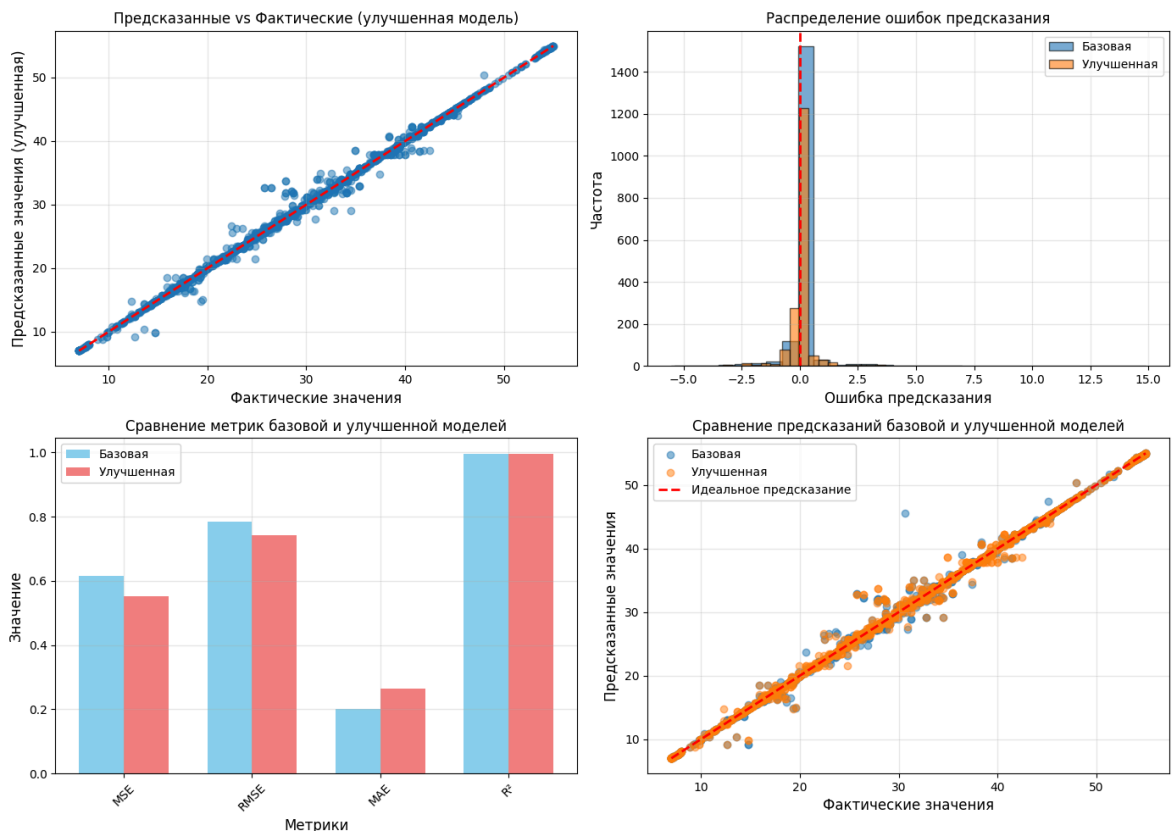 Предсказанные vs Фактические (улучшенная модель)
Предсказанные значения (улучшенная)
50
40
30
20
10
10
20
30
40
50
Фактические значения
Распределение ошибок предсказания
Базовая
Улучшенная
Частота
1400
1200
1000
800
600
400
200
0
−5.0
−2.5
0.0
2.5
5.0
7.5
10.0
12.5
15.0
Ошибка предсказания
Сравнение метрик базовой и улучшенной моделей
Базовая
Улучшенная
Значение
1.0
0.8
0.6
0.4
0.2
0.0
MSE
RMSE
MAE
R²
Метрики
Сравнение предсказаний базовой и улучшенной моделей
Базовая
Улучшенная
Идеальное предсказание
Предсказанные значения
50
40
30
20
10
10
20
30
40
50
Фактические значения